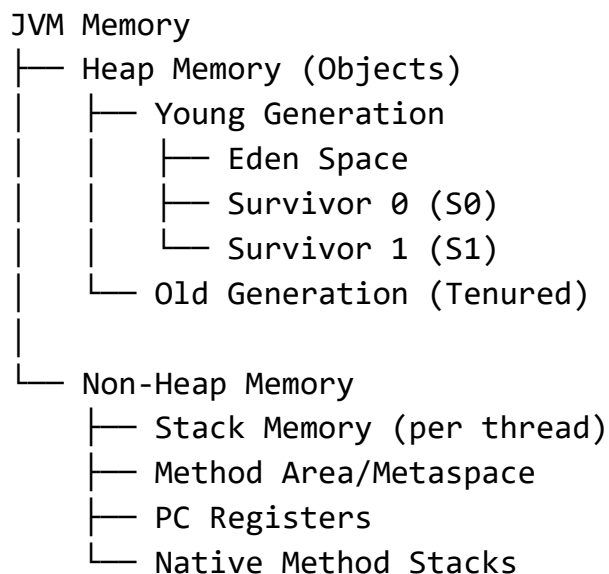 JVM Memory
├── Heap Memory (Objects)
│   ├── Young Generation
│   │   ├── Eden Space
│   │   ├── Survivor 0 (S0)
│   │   └── Survivor 1 (S1)
│   └── Old Generation (Tenured)
│
└── Non-Heap Memory
    ├── Stack Memory (per thread)
    ├── Method Area/Metaspace
    ├── PC Registers
    └── Native Method Stacks